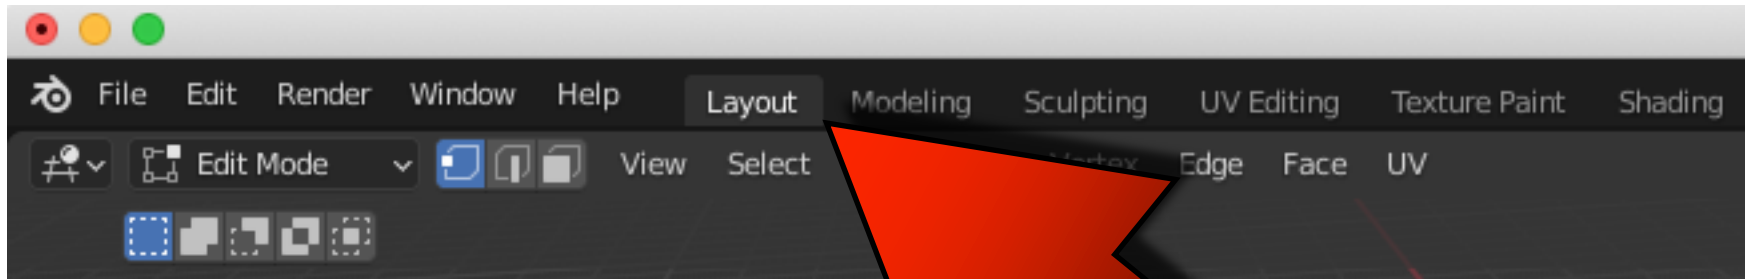 File Edit Render Window Help Layout Modeling Sculpting UV Editing Texture Paint Shading
Edit Mode View Select Vertex Edge Face UV